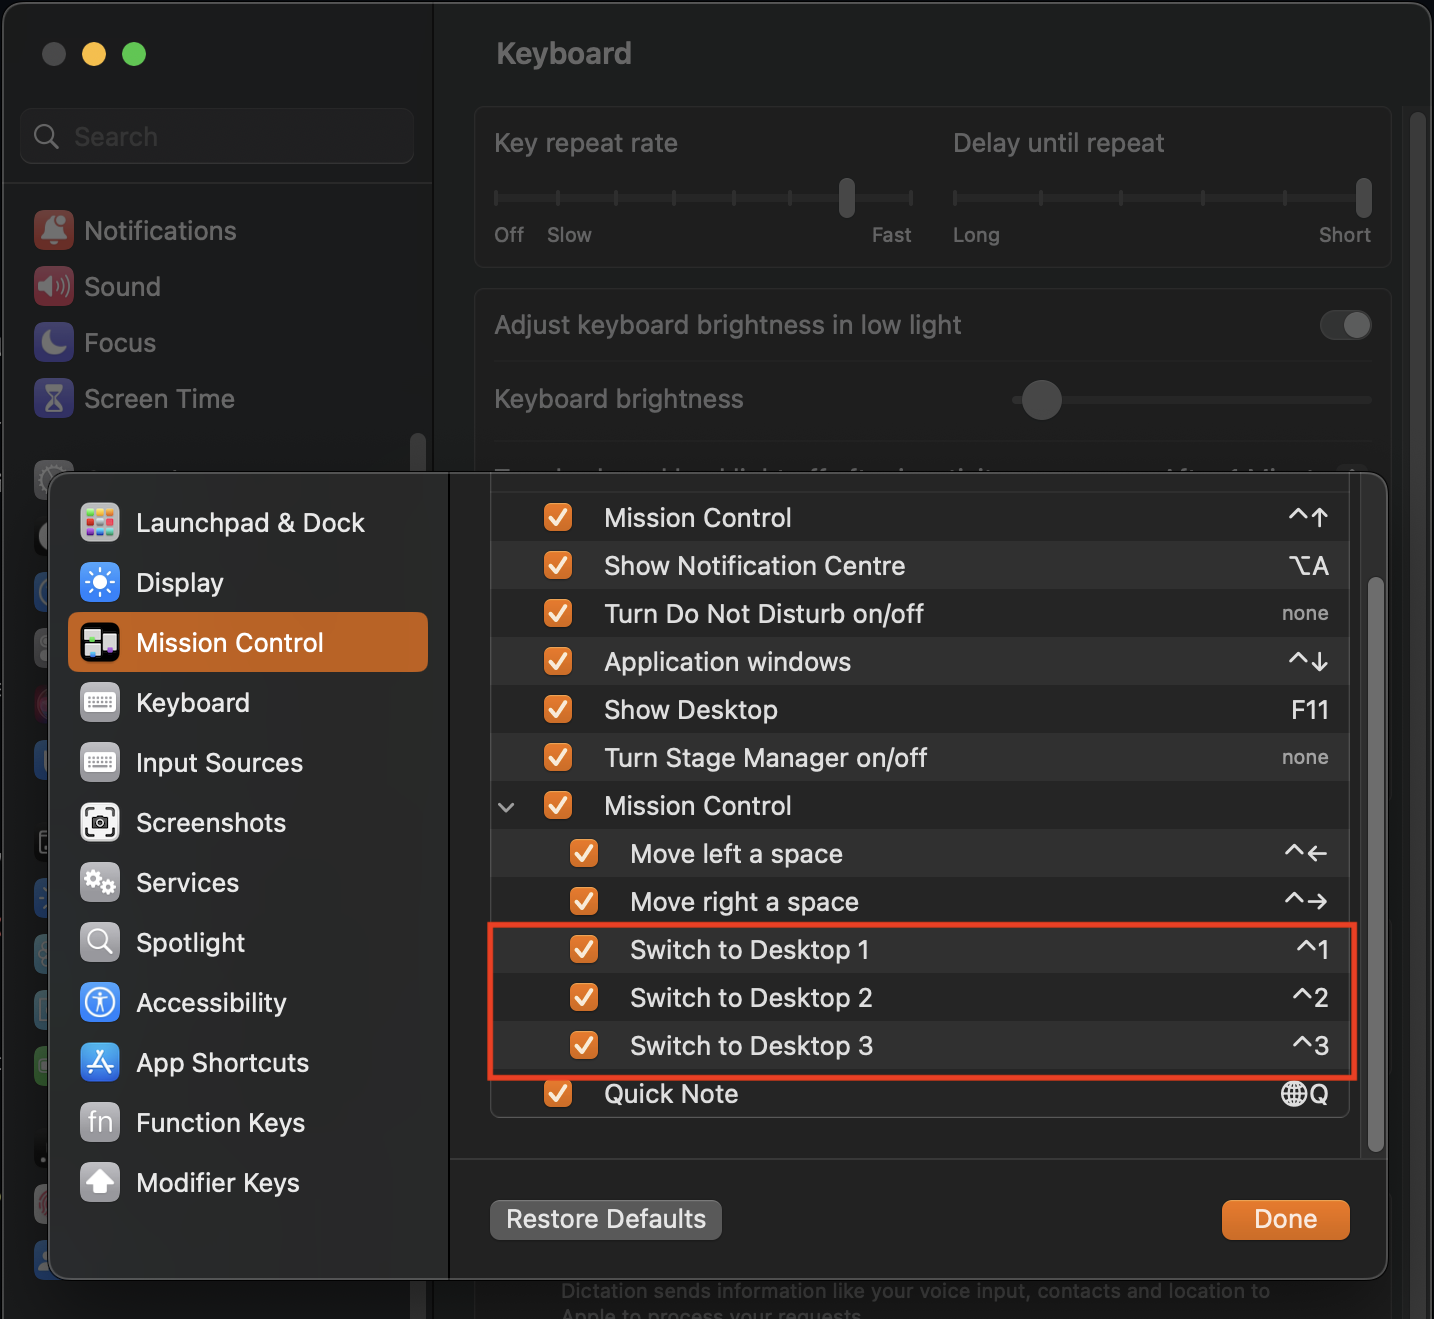 Keyboard
Search
Key repeat rate
Delay until repeat
Off Slow Fast
Long Short
Notifications
Sound
Focus
Screen Time
Adjust keyboard brightness in low light
Keyboard brightness
Launchpad & Dock
Display
Mission Control
Keyboard
Input Sources
Screenshots
Services
Spotlight
Accessibility
App Shortcuts
fn Function Keys
Modifier Keys
Mission Control ^↑
Show Notification Centre ⌥A
Turn Do Not Disturb on/off none
Application windows ^↓
Show Desktop F11
Turn Stage Manager on/off none
Mission Control
Move left a space ^←
Move right a space ^→
Switch to Desktop 1 ^1
Switch to Desktop 2 ^2
Switch to Desktop 3 ^3
Quick Note 🌐Q
Restore Defaults
Done
Dictation sends information like your voice input, contacts and location to
Apple to process your requests.